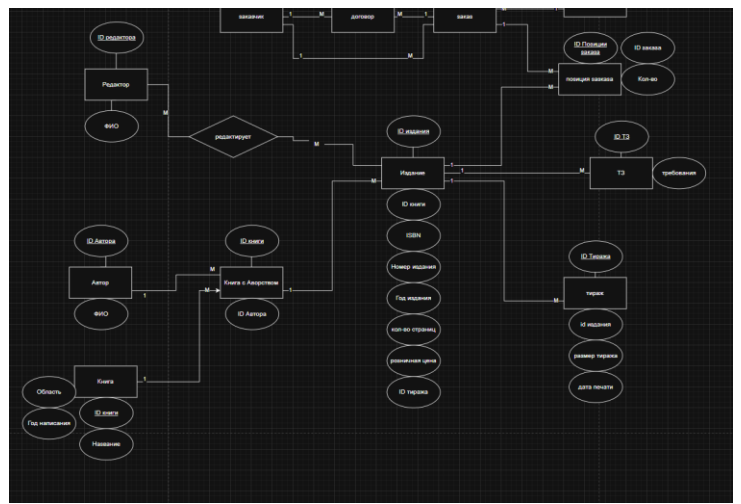 заказчик
1
М
договор
М
1
заказ
1
М
1
ID редактора
Редактор
ФИО
М
редактирует
М
ID Позиции
заказа
ID заказа
М
позиция заказа
Кол-во
М
ID издания
Издание
М
1
1
1
ID ТЗ
М
ТЗ
требования
ID книги
ISBN
Номер издания
Год издания
кол-во страниц
розничная цена
ID тиража
ID Автора
Автор
ФИО
1
М
ID книги
Книга с Аворством
1
М
ID Автора
ID Тиража
М
тираж
id издания
размер тиража
дата печати
Книга
1
Область
ID книги
Год написания
Название